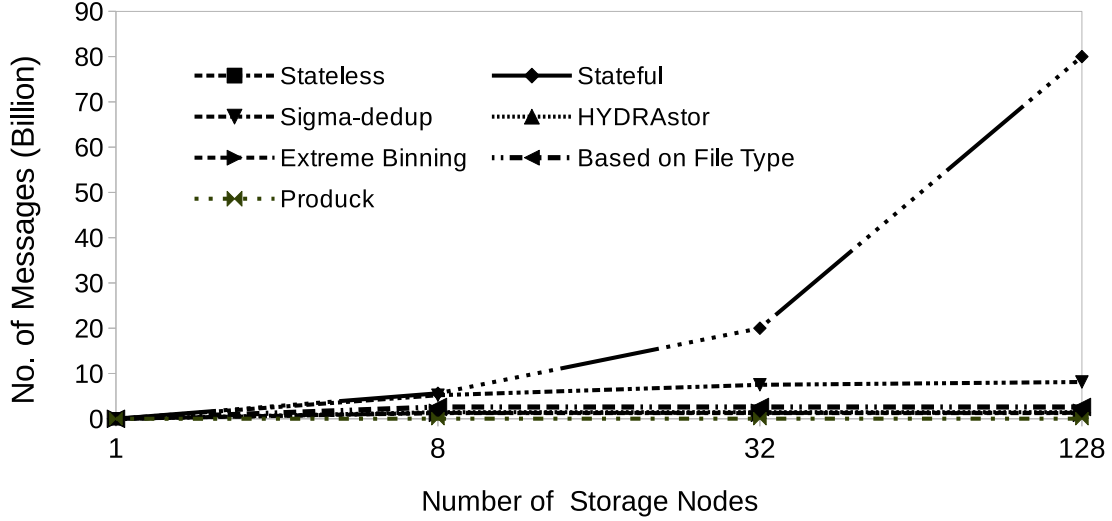 90
80
70
60
50
40
30
20
10
0
No. of Messages (Billion)
Stateless
Stateful
Sigma-dedup
HYDRAstor
Extreme Binning
Based on File Type
Produck
1 8 32 128
Number of Storage Nodes